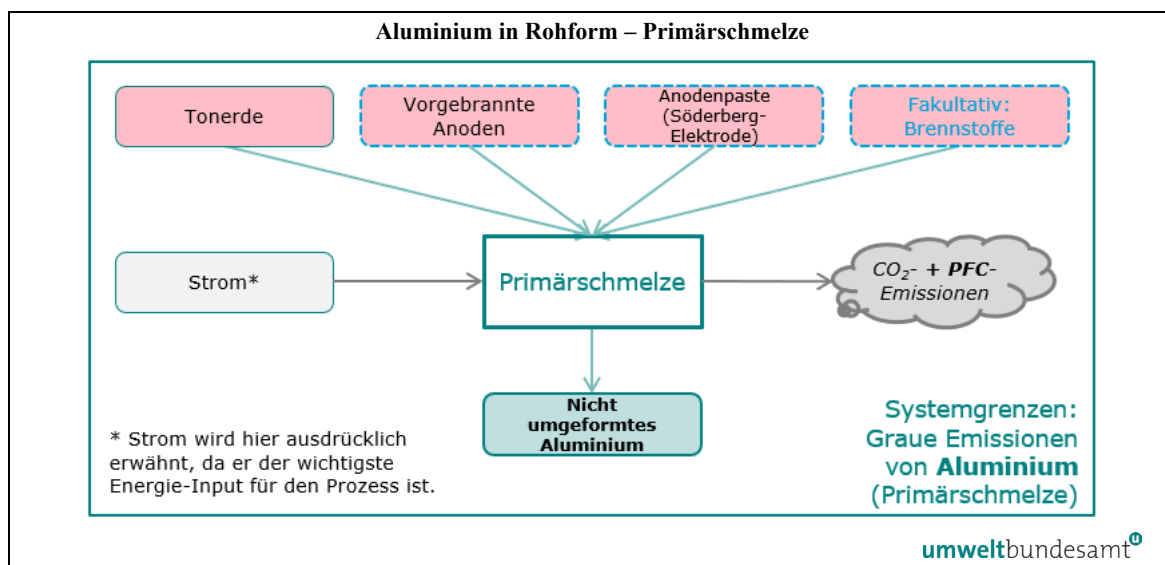 Aluminium in Rohform – Primärschmelze
Tonerde
Vorgebrannte
Anoden
Anodenpaste
(Söderberg-
Elektrode)
Fakultativ:
Brennstoffe
Strom*
Primärschmelze
CO₂- + PFC-
Emissionen
Nicht
umgeformtes
Aluminium
* Strom wird hier ausdrücklich
erwähnt, da er der wichtigste
Energie-Input für den Prozess ist.
Systemgrenzen:
Graue Emissionen
von Aluminium
(Primärschmelze)
umweltbundesamt
u